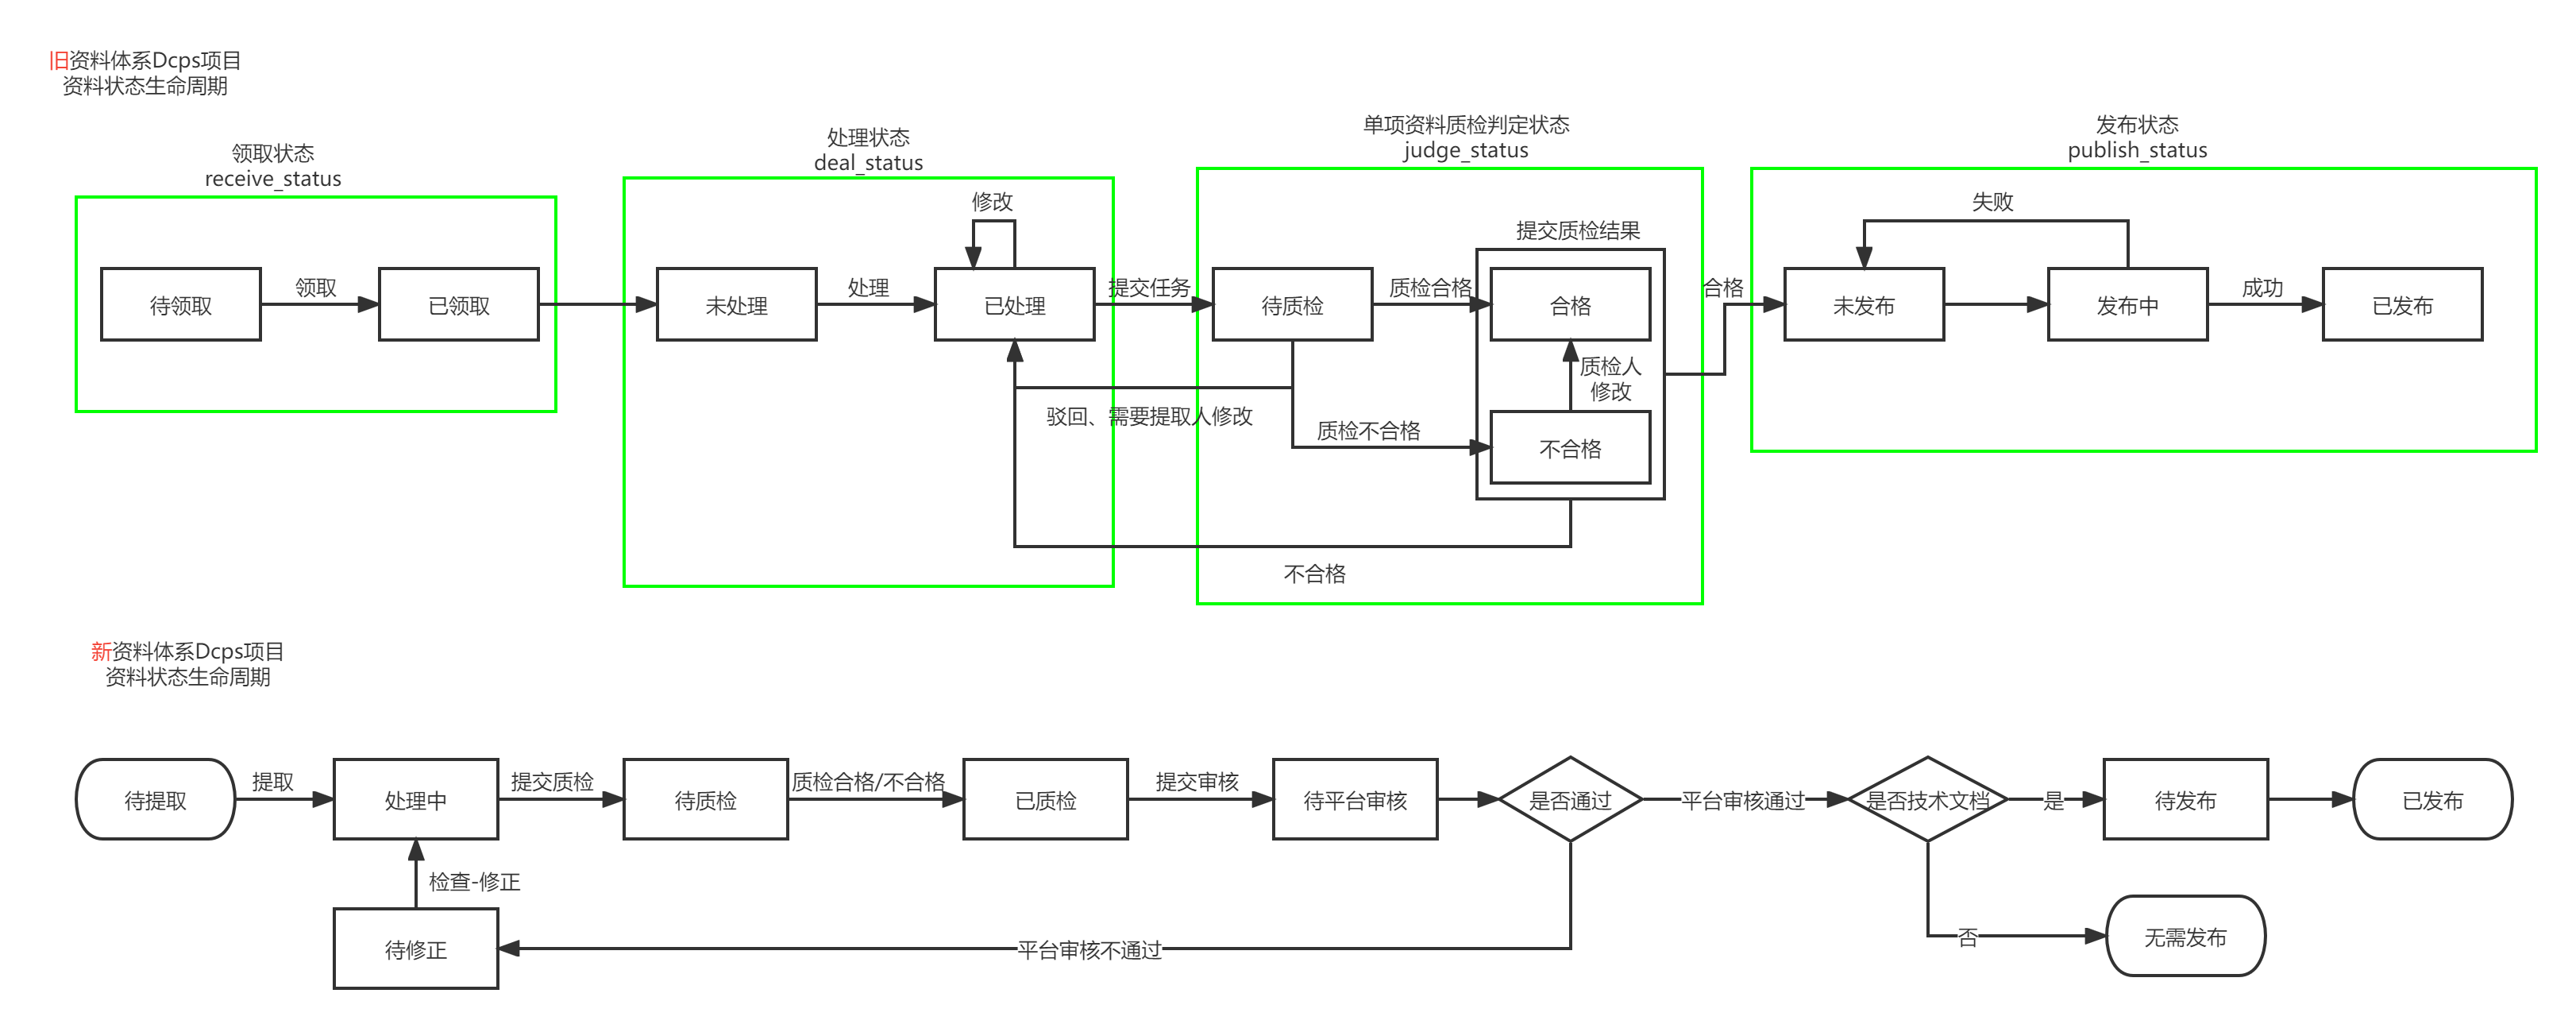 旧资料体系Dcps项目
资料状态生命周期
领取状态
receive_status
处理状态
deal_status
单项资料质检判定状态
judge_status
发布状态
publish_status
待领取
领取
已领取
未处理
处理
修改
已处理
提交任务
待质检
质检合格
提交质检结果
合格
质检人
修改
不合格
质检不合格
驳回、需要提取人修改
不合格
合格
未发布
失败
发布中
成功
已发布
新资料体系Dcps项目
资料状态生命周期
待提取
提取
处理中
提交质检
待质检
质检合格/不合格
已质检
提交审核
待平台审核
是否通过
平台审核通过
是否技术文档
是
待发布
已发布
检查-修正
待修正
平台审核不通过
否
无需发布